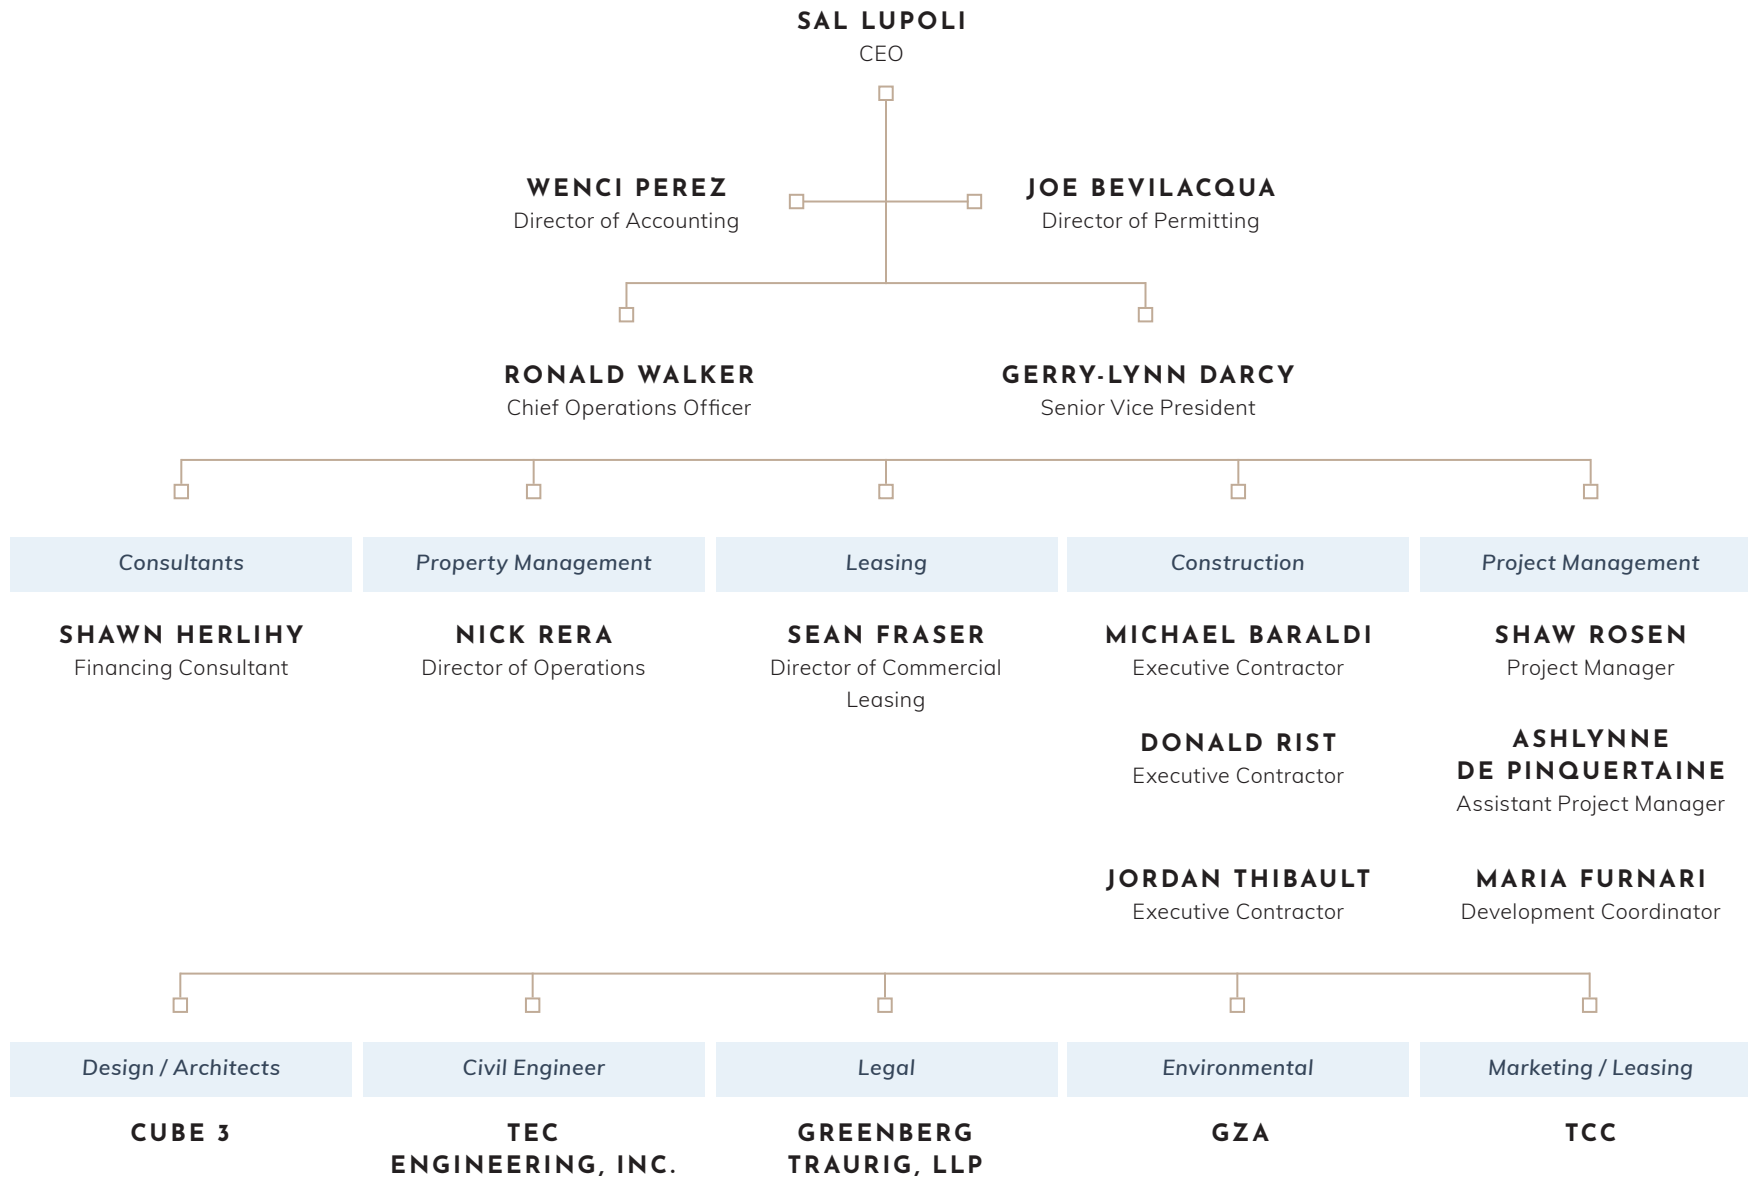 SAL LUPOLI
CEO
WENCI PEREZ
Director of Accounting
JOE BEVILACQUA
Director of Permitting
RONALD WALKER
Chief Operations Officer
GERRY-LYNN DARCY
Senior Vice President
Consultants
SHAWN HERLIHY
Financing Consultant
Property Management
NICK RERA
Director of Operations
Leasing
SEAN FRASER
Director of Commercial
Leasing
Construction
MICHAEL BARALDI
Executive Contractor
DONALD RIST
Executive Contractor
JORDAN THIBAULT
Executive Contractor
Project Management
SHAW ROSEN
Project Manager
ASHLYNNE
DE PINQUERTAINE
Assistant Project Manager
MARIA FURNARI
Development Coordinator
Design / Architects
CUBE 3
Civil Engineer
TEC
ENGINEERING, INC.
Legal
GREENBERG
TRAURIG, LLP
Environmental
GZA
Marketing / Leasing
TCC